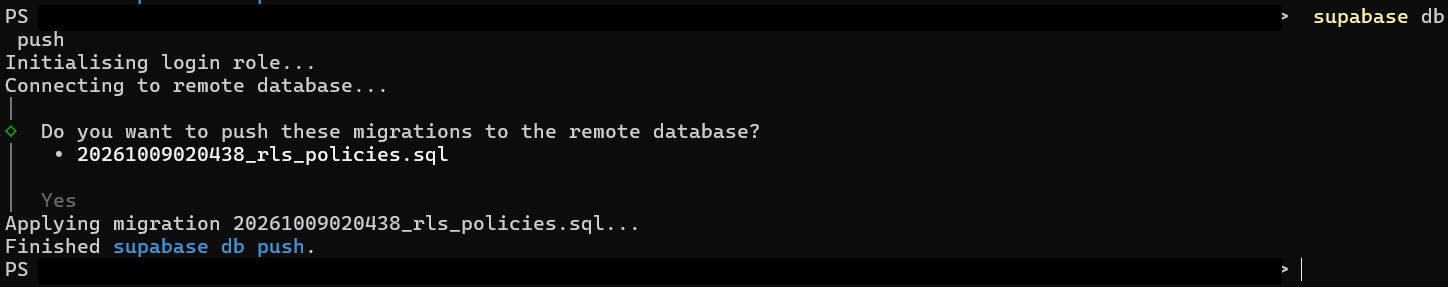 PS > supabase db
push
Initialising login role...
Connecting to remote database...
Do you want to push these migrations to the remote database?
• 20261009020438_rls_policies.sql
Yes
Applying migration 20261009020438_rls_policies.sql...
Finished supabase db push.
PS >